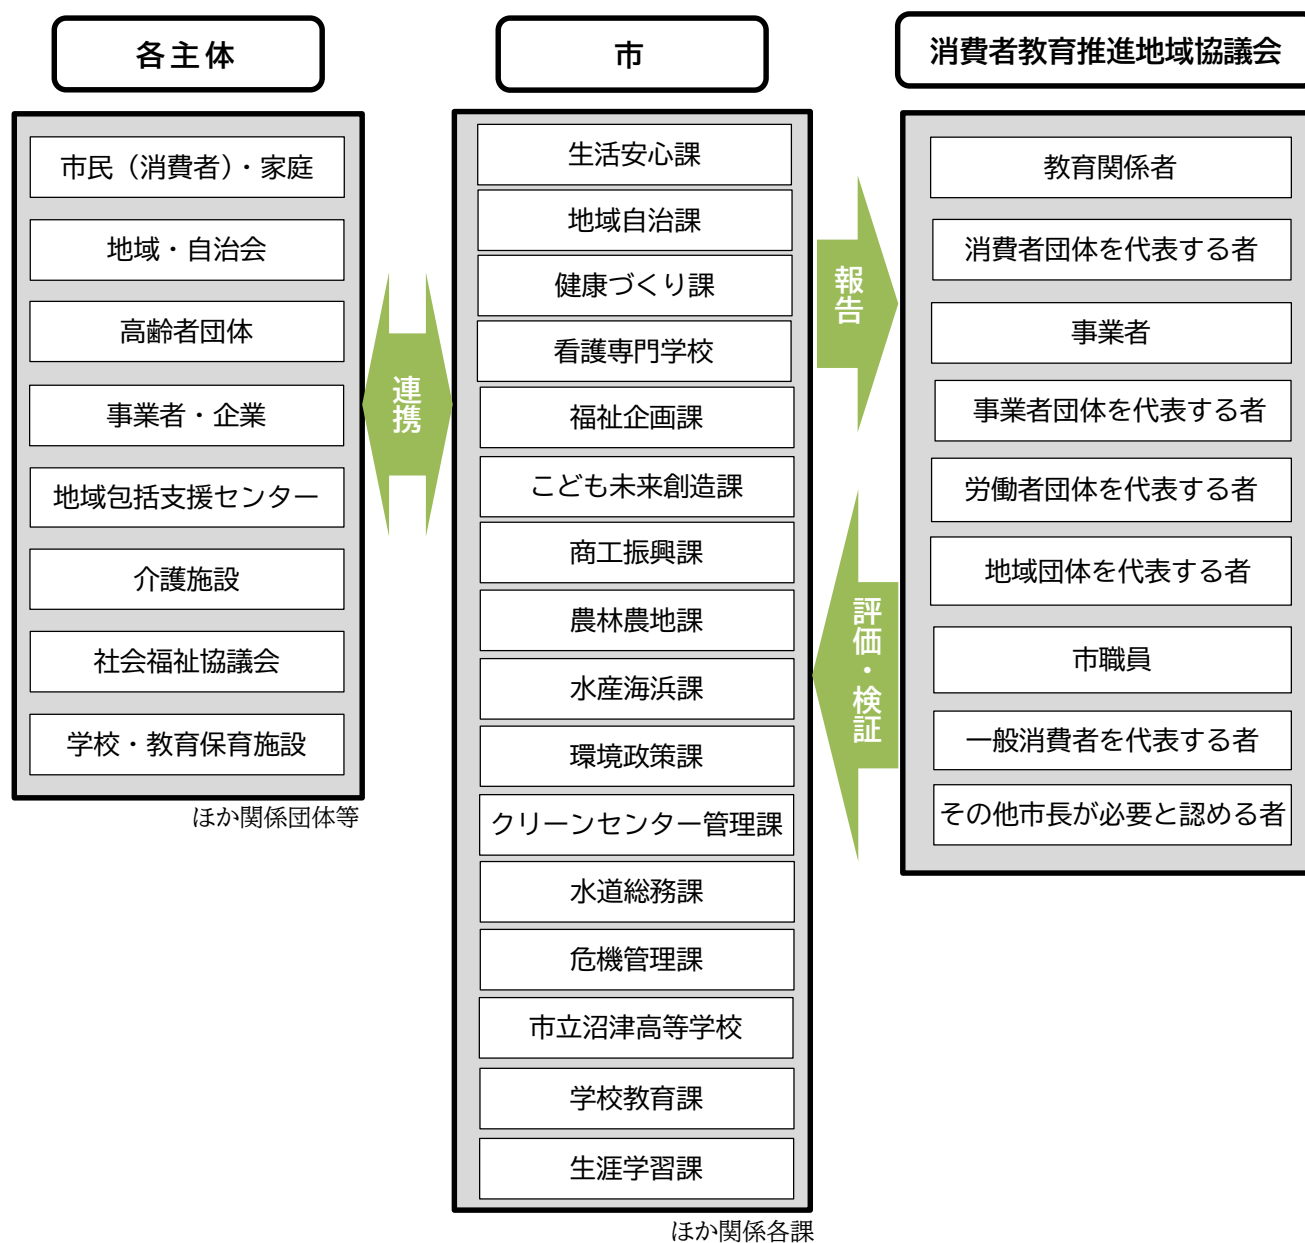 各主体
市民（消費者）・家庭
地域・自治会
高齢者団体
事業者・企業
地域包括支援センター
介護施設
社会福祉協議会
学校・教育保育施設
ほか関係団体等
連携
市
生活安心課
地域自治課
健康づくり課
看護専門学校
福祉企画課
こども未来創造課
商工振興課
農林農地課
水産海浜課
環境政策課
クリーンセンター管理課
水道総務課
危機管理課
市立沼津高等学校
学校教育課
生涯学習課
ほか関係各課
報告
評価・検証
消費者教育推進地域協議会
教育関係者
消費者団体を代表する者
事業者
事業者団体を代表する者
労働者団体を代表する者
地域団体を代表する者
市職員
一般消費者を代表する者
その他市長が必要と認める者